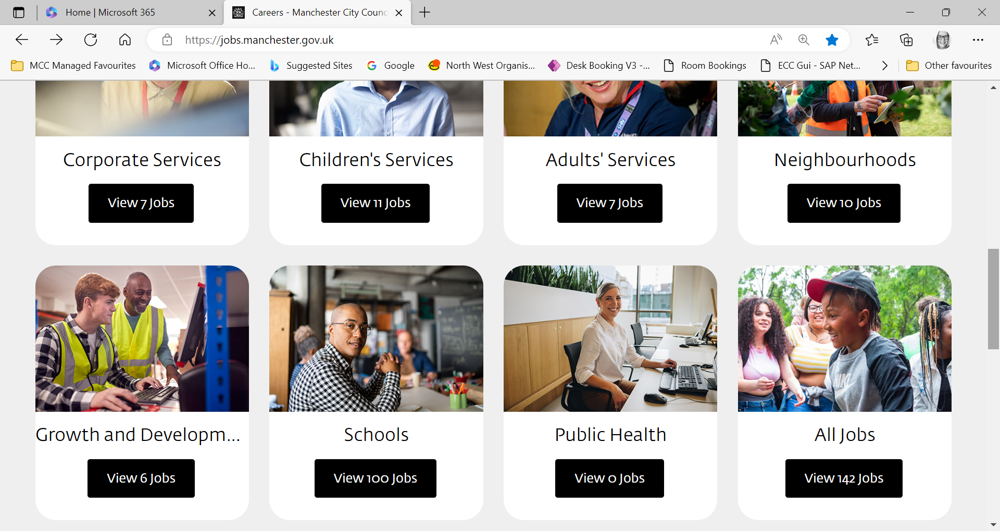 Home | Microsoft 365
Careers - Manchester City Counc
https://jobs.manchester.gov.uk
MCC Managed Favourites
Microsoft Office Ho...
Suggested Sites
Google
North West Organis...
Desk Booking V3 -...
Room Bookings
ECC Gui - SAP Net...
Other favourites
Corporate Services
Children's Services
Adults' Services
Neighbourhoods
View 7 Jobs
View 11 Jobs
View 7 Jobs
View 10 Jobs
Growth and Developm...
Schools
Public Health
All Jobs
View 6 Jobs
View 100 Jobs
View 0 Jobs
View 142 Jobs